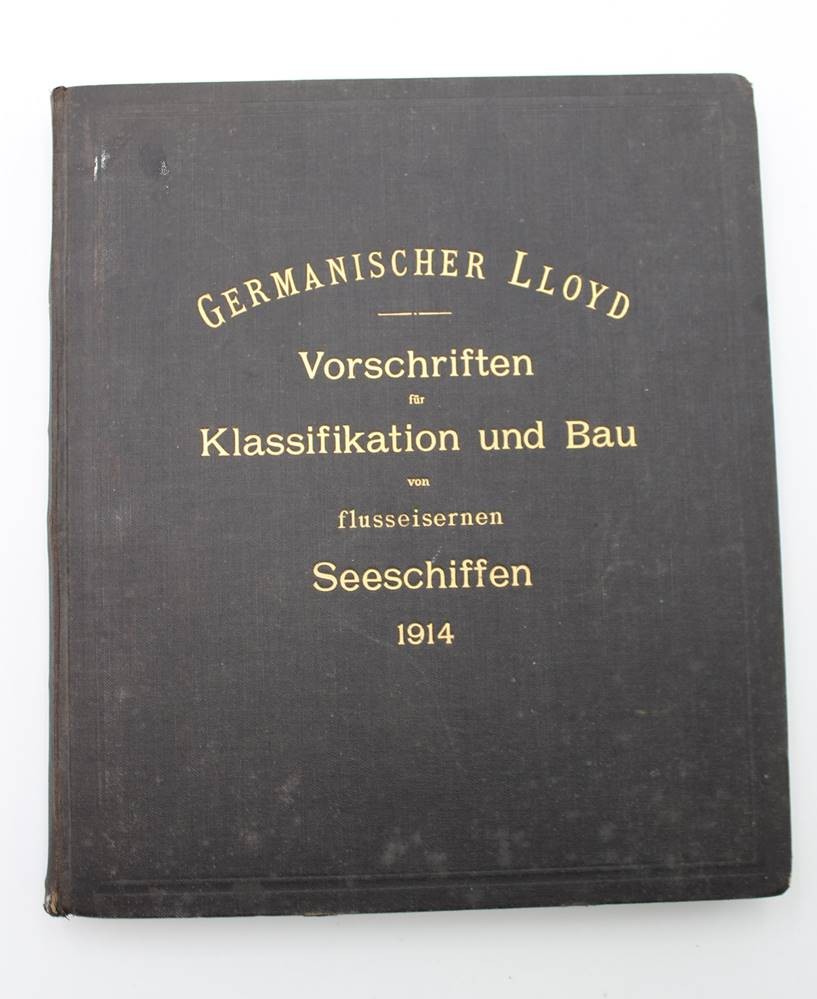 GERMANISCHER LLOYD
Vorschriften
für
Klassifikation und Bau
von
flusseisernen
Seeschiffen
1914